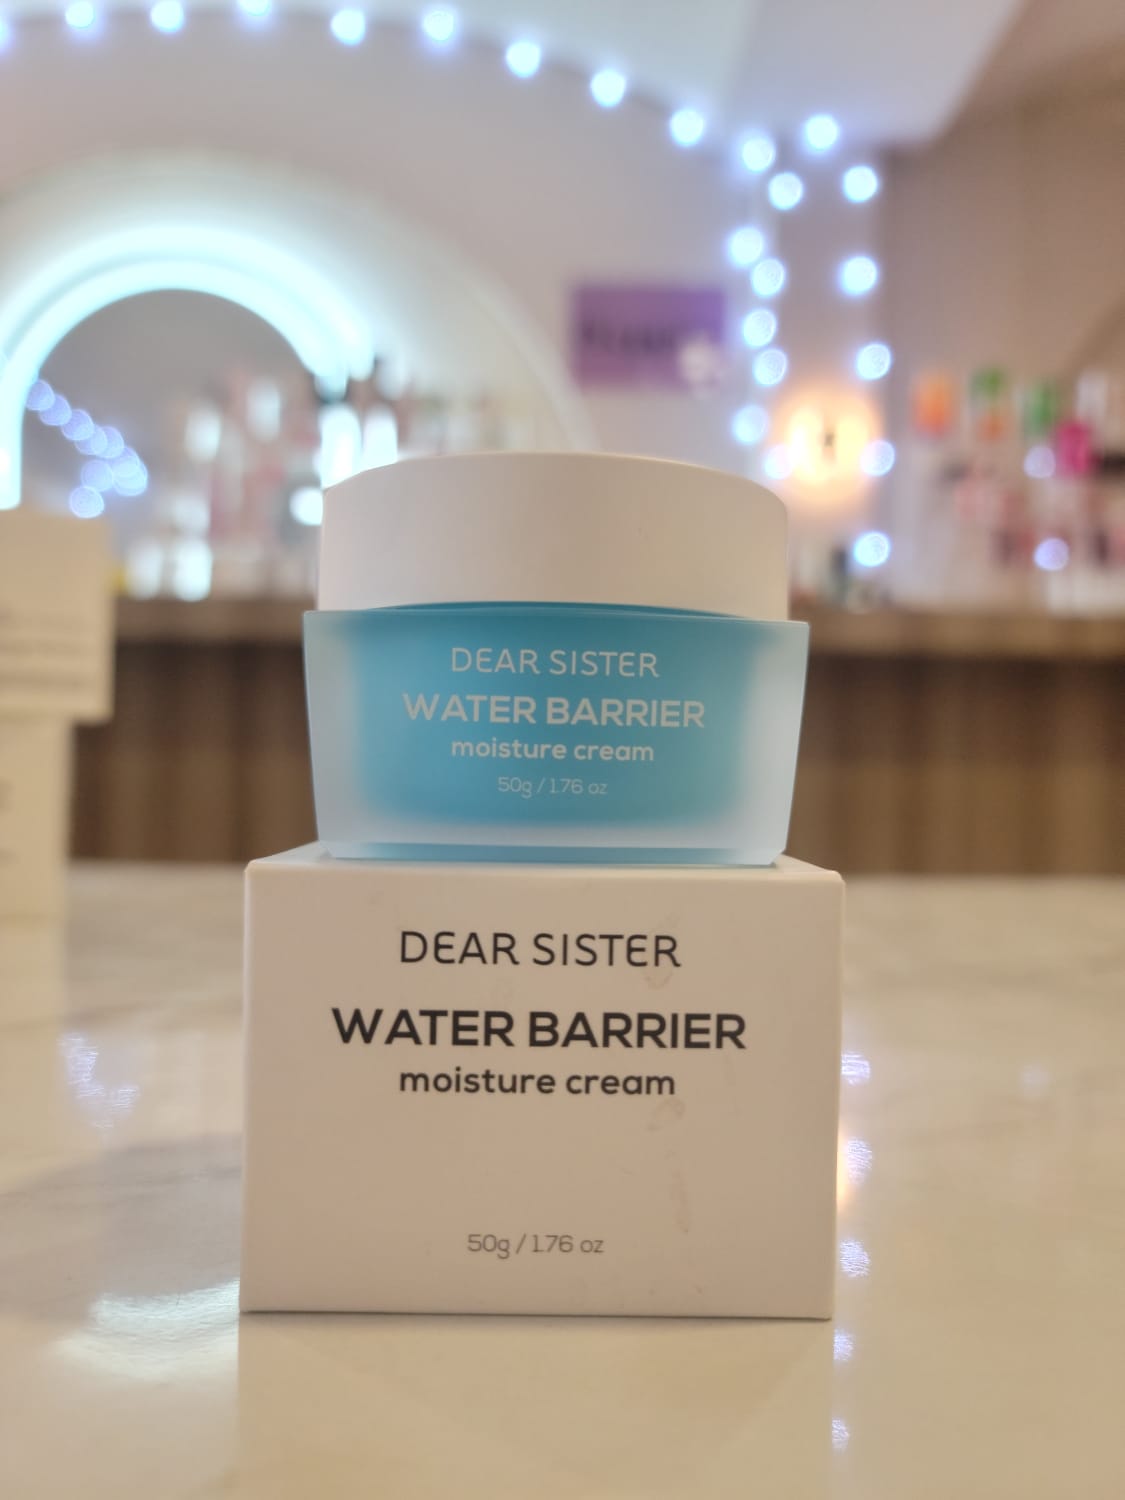 DEAR SISTER
WATER BARRIER
moisture cream
50g / 1.76 oz
DEAR SISTER
WATER BARRIER
moisture cream
50g / 1.76 oz